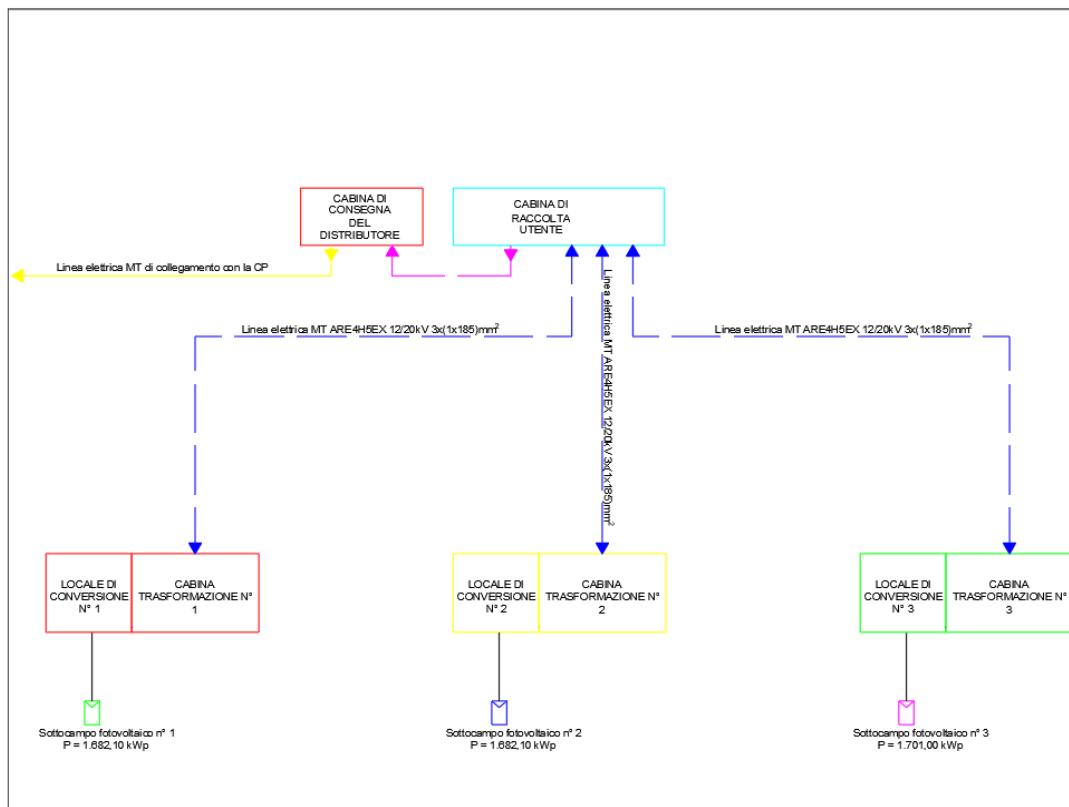 CABINA DI
CONSEGNA
DEL
DISTRIBUTORE
CABINA DI
RACCOLTA
UTENTE
Linea elettrica MT di collegamento con la CP
Linea elettrica MT ARE4H5EX 12/20kV 3x(1x185)mm²
Linea elettrica MT ARE4H5EX 12/20kV 3x(1x185)mm²
Linea elettrica MT ARE4H5EX 12/20kV 3x(1x185)mm²
LOCALE DI
CONVERSIONE
N° 1
CABINA
TRASFORMAZIONE N°
1
LOCALE DI
CONVERSIONE
N° 2
CABINA
TRASFORMAZIONE N°
2
LOCALE DI
CONVERSIONE
N° 3
CABINA
TRASFORMAZIONE N°
3
Sottocampo fotovoltaico n° 1
P = 1.682,10 kWp
Sottocampo fotovoltaico n° 2
P = 1.682,10 kWp
Sottocampo fotovoltaico n° 3
P = 1.701,00 kWp